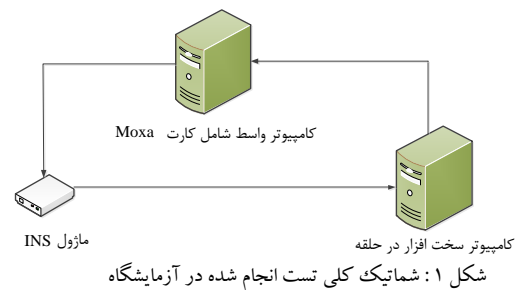 کامپیوتر واسط شامل کارت Moxa
ماژول INS
کامپیوتر سخت افزار در حلقه
شکل ۱ : شماتیک کلی تست انجام شده در آزمایشگاه